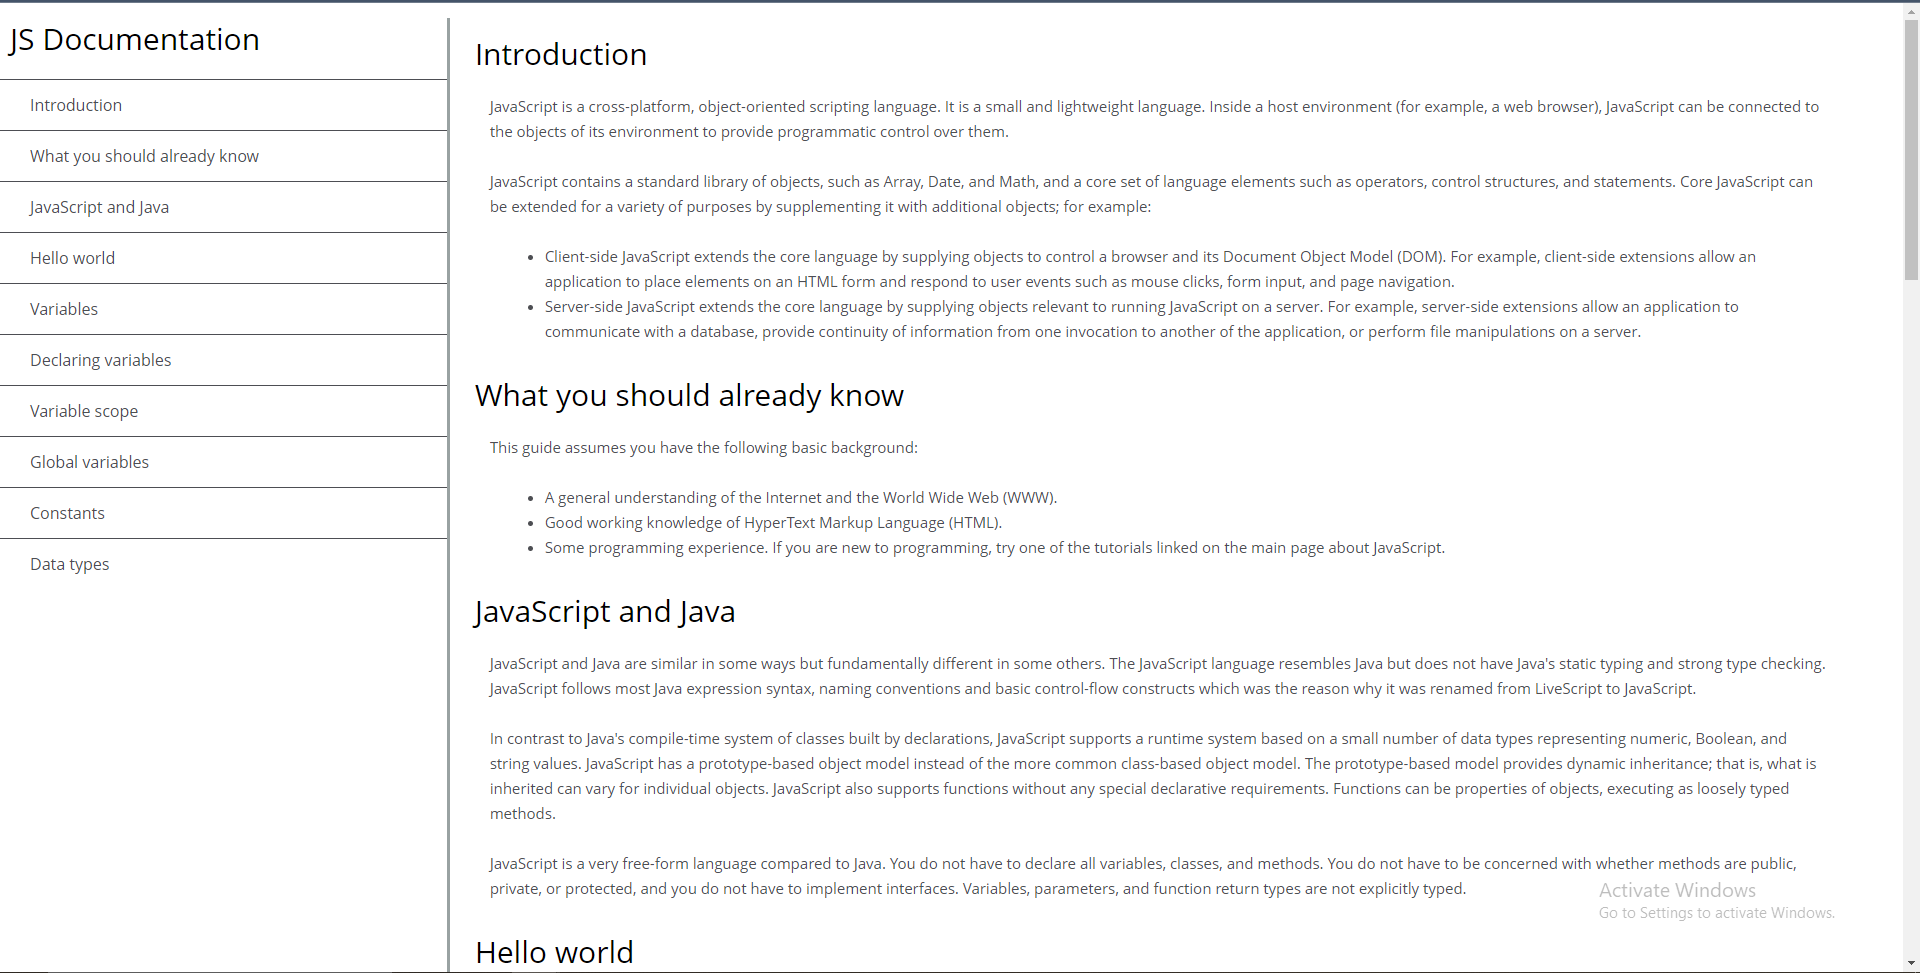 JS Documentation
Introduction
What you should already know
JavaScript and Java
Hello world
Variables
Declaring variables
Variable scope
Global variables
Constants
Data types
Introduction
JavaScript is a cross-platform, object-oriented scripting language. It is a small and lightweight language. Inside a host environment (for example, a web browser), JavaScript can be connected to
the objects of its environment to provide programmatic control over them.
JavaScript contains a standard library of objects, such as Array, Date, and Math, and a core set of language elements such as operators, control structures, and statements. Core JavaScript can
be extended for a variety of purposes by supplementing it with additional objects; for example:
• Client-side JavaScript extends the core language by supplying objects to control a browser and its Document Object Model (DOM). For example, client-side extensions allow an
application to place elements on an HTML form and respond to user events such as mouse clicks, form input, and page navigation.
• Server-side JavaScript extends the core language by supplying objects relevant to running JavaScript on a server. For example, server-side extensions allow an application to
communicate with a database, provide continuity of information from one invocation to another of the application, or perform file manipulations on a server.
What you should already know
This guide assumes you have the following basic background:
• A general understanding of the Internet and the World Wide Web (WWW).
• Good working knowledge of HyperText Markup Language (HTML).
• Some programming experience. If you are new to programming, try one of the tutorials linked on the main page about JavaScript.
JavaScript and Java
JavaScript and Java are similar in some ways but fundamentally different in some others. The JavaScript language resembles Java but does not have Java's static typing and strong type checking.
JavaScript follows most Java expression syntax, naming conventions and basic control-flow constructs which was the reason why it was renamed from LiveScript to JavaScript.
In contrast to Java's compile-time system of classes built by declarations, JavaScript supports a runtime system based on a small number of data types representing numeric, Boolean, and
string values. JavaScript has a prototype-based object model instead of the more common class-based object model. The prototype-based model provides dynamic inheritance; that is, what is
inherited can vary for individual objects. JavaScript also supports functions without any special declarative requirements. Functions can be properties of objects, executing as loosely typed
methods.
JavaScript is a very free-form language compared to Java. You do not have to declare all variables, classes, and methods. You do not have to be concerned with whether methods are public,
private, or protected, and you do not have to implement interfaces. Variables, parameters, and function return types are not explicitly typed.
Activate Windows
Go to Settings to activate Windows.
Hello world